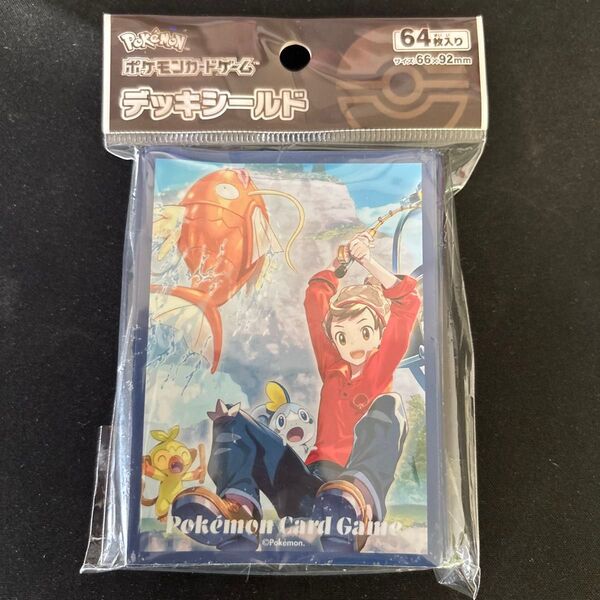 Pokémon
ポケモンカードゲーム
デッキシールド
64枚入り
サイズ:66×92mm
Pokémon Card Game
©Pokémon.